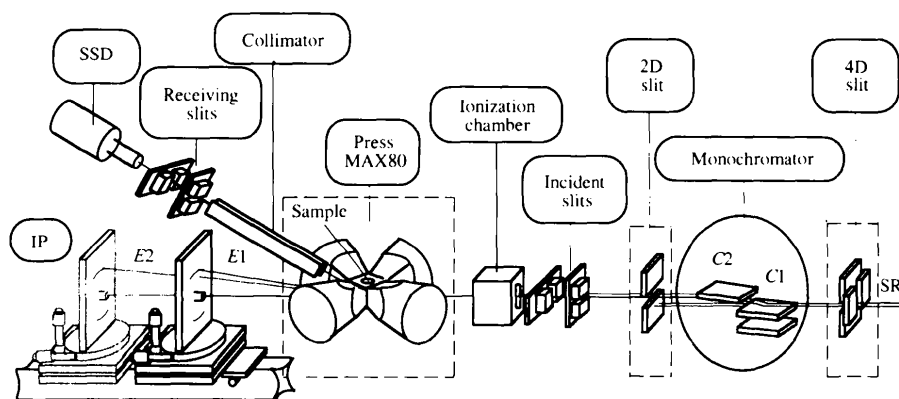 SSD
Collimator
Receiving
slits
Press
MAX80
Ionization
chamber
2D
slit
4D
slit
Monochromator
Incident
slits
Sample
IP
E2
E1
C2
C1
SR